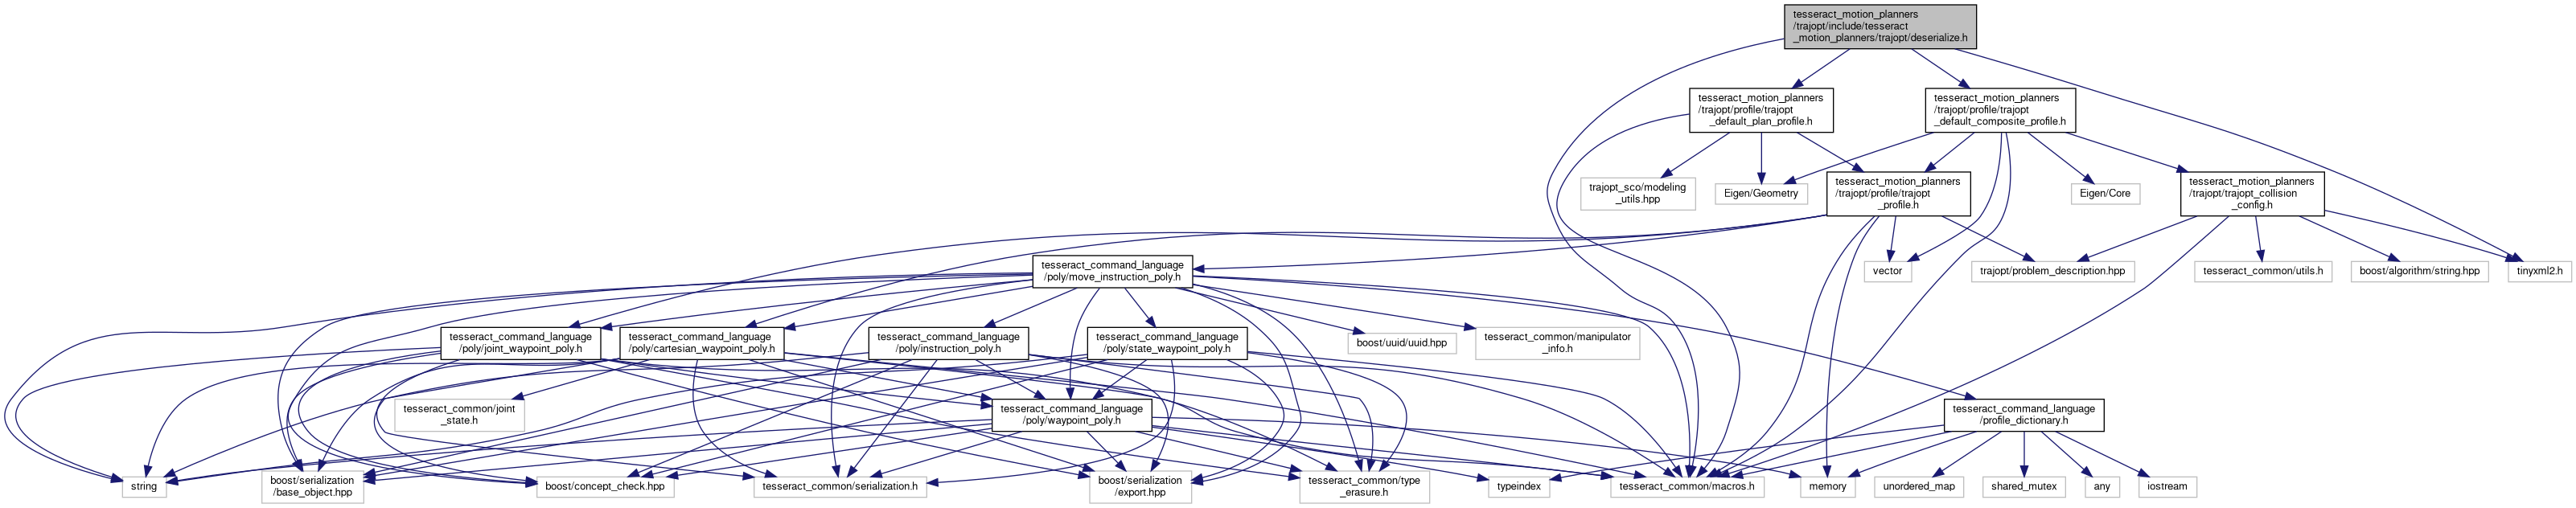 tesseract_motion_planners
/trajopt/include/tesseract
_motion_planners/trajopt/deserialize.h
tesseract_motion_planners
/trajopt/profile/trajopt
_default_plan_profile.h
tesseract_motion_planners
/trajopt/profile/trajopt
_default_composite_profile.h
trajopt_sco/modeling
_utils.hpp
Eigen/Geometry
tesseract_motion_planners
/trajopt/profile/trajopt
_profile.h
Eigen/Core
tesseract_motion_planners
/trajopt/trajopt_collision
_config.h
tesseract_command_language
/poly/move_instruction_poly.h
vector
trajopt/problem_description.hpp
tesseract_common/utils.h
boost/algorithm/string.hpp
tinyxml2.h
tesseract_command_language
/poly/joint_waypoint_poly.h
tesseract_command_language
/poly/cartesian_waypoint_poly.h
tesseract_command_language
/poly/instruction_poly.h
tesseract_command_language
/poly/state_waypoint_poly.h
boost/uuid/uuid.hpp
tesseract_common/manipulator
_info.h
tesseract_common/joint
_state.h
tesseract_command_language
/poly/waypoint_poly.h
tesseract_command_language
/profile_dictionary.h
string
boost/serialization
/base_object.hpp
boost/concept_check.hpp
tesseract_common/serialization.h
boost/serialization
/export.hpp
tesseract_common/type
_erasure.h
typeindex
tesseract_common/macros.h
memory
unordered_map
shared_mutex
any
iostream